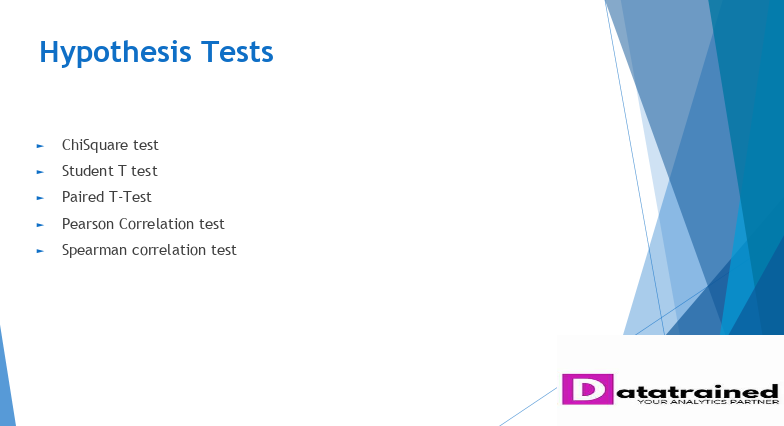 Hypothesis Tests
ChiSquare test
Student T test
Paired T-Test
Pearson Correlation test
Spearman correlation test
Datatrained
YOUR ANALYTICS PARTNER